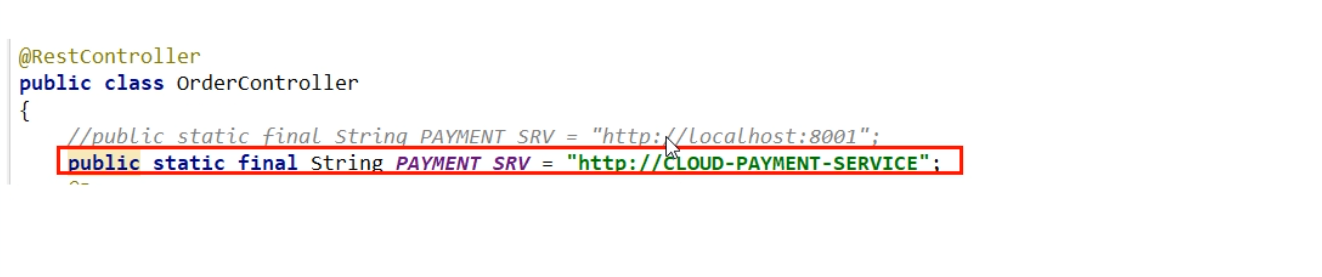 @RestController
public class OrderController
{
//public static final String PAYMENT_SRV = "http://localhost:8001";
public static final String PAYMENT_SRV = "http://CLOUD-PAYMENT-SERVICE";